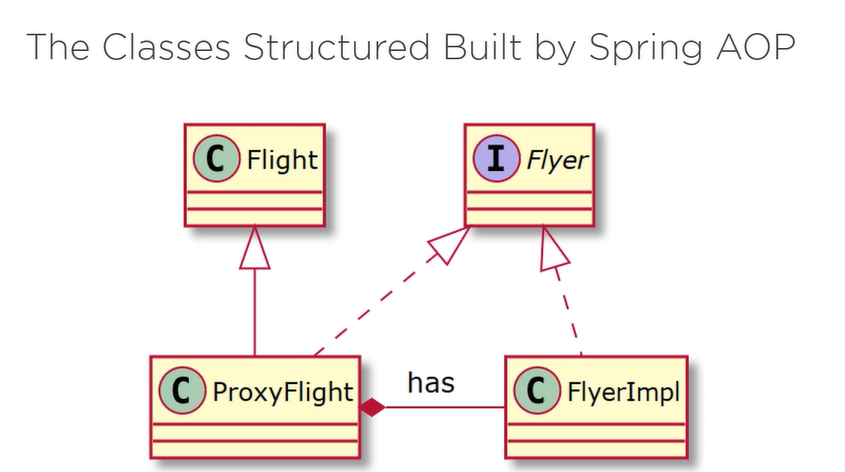 The Classes Structured Built by Spring AOP
C Flight
I Flyer
C ProxyFlight
has
C FlyerImpl